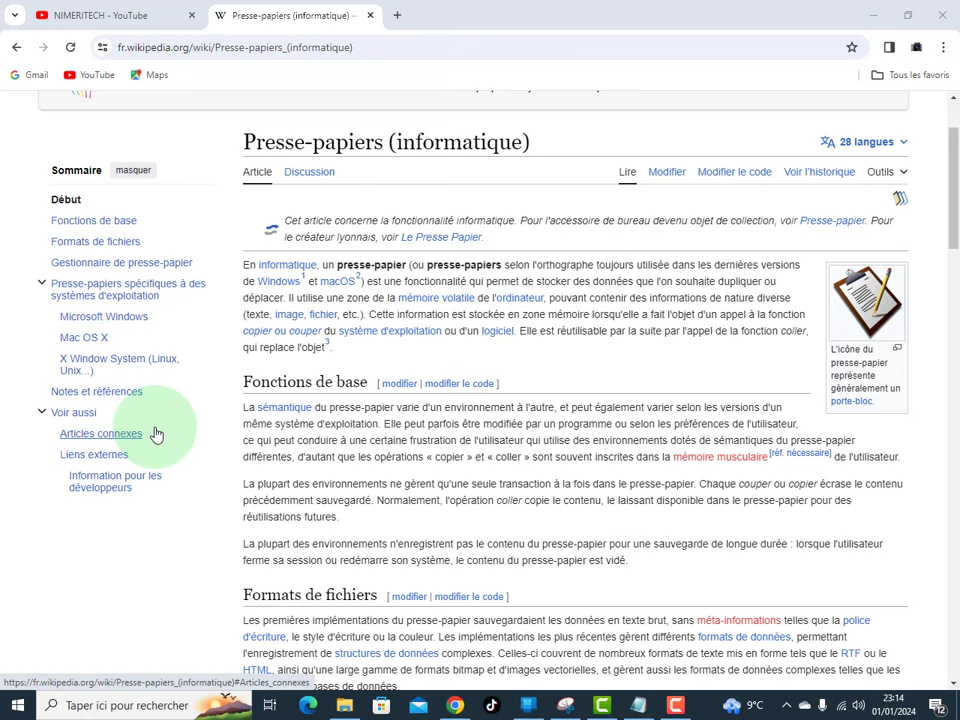 NIMERITECH - YouTube
Presse-papiers (informatique) –
fr.wikipedia.org/wiki/Presse-papiers_(informatique)
Gmail
YouTube
Maps
Tous les favoris
Presse-papiers (informatique)
28 langues
Article
Discussion
Lire
Modifier
Modifier le code
Voir l'historique
Outils
Sommaire
masquer
Début
Fonctions de base
Formats de fichiers
Gestionnaire de presse-papier
Presse-papiers spécifiques à des
systèmes d'exploitation
Microsoft Windows
Mac OS X
X Window System (Linux,
Unix...)
Notes et références
Voir aussi
Articles connexes
Liens externes
Information pour les
développeurs
Cet article concerne la fonctionnalité informatique. Pour l'accessoire de bureau devenu objet de collection, voir Presse-papier. Pour
le créateur lyonnais, voir Le Presse Papier.
En informatique, un presse-papier (ou presse-papiers selon l'orthographe toujours utilisée dans les dernières versions
de Windows1 et macOS2) est une fonctionnalité qui permet de stocker des données que l'on souhaite dupliquer ou
déplacer. Il utilise une zone de la mémoire volatile de l'ordinateur, pouvant contenir des informations de nature diverse
(texte, image, fichier, etc.). Cette information est stockée en zone mémoire lorsqu'elle a fait l'objet d'un appel à la fonction
copier ou couper du système d'exploitation ou d'un logiciel. Elle est réutilisable par la suite par l'appel de la fonction coller,
qui replace l'objet3.
L'icône du
presse-papier
représente
généralement un
porte-bloc.
Fonctions de base [ modifier | modifier le code ]
La sémantique du presse-papier varie d'un environnement à l'autre, et peut également varier selon les versions d'un
même système d'exploitation. Elle peut parfois être modifiée par un programme ou selon les préférences de l'utilisateur,
ce qui peut conduire à une certaine frustration de l'utilisateur qui utilise des environnements dotés de sémantiques du presse-papier
différentes, d'autant que les opérations « copier » et « coller » sont souvent inscrites dans la mémoire musculaire[réf. nécessaire] de l'utilisateur.
La plupart des environnements ne gèrent qu'une seule transaction à la fois dans le presse-papier. Chaque couper ou copier écrase le contenu
précédemment sauvegardé. Normalement, l'opération coller copie le contenu, le laissant disponible dans le presse-papier pour des
réutilisations futures.
La plupart des environnements n'enregistrent pas le contenu du presse-papier pour une sauvegarde de longue durée : lorsque l'utilisateur
ferme sa session ou redémarre son système, le contenu du presse-papier est vidé.
Formats de fichiers [ modifier | modifier le code ]
Les premières implémentations du presse-papier sauvegardaient les données en texte brut, sans méta-informations telles que la police
d'écriture, le style d'écriture ou la couleur. Les implémentations les plus récentes gèrent différents formats de données, permettant
l'enregistrement de structures de données complexes. Celles-ci couvrent de nombreux formats de texte mis en forme tels que le RTF ou le
HTML, ainsi qu'une large gamme de formats bitmap et d'images vectorielles, et gèrent aussi les formats de données complexes telles que les
bases de données.
https://fr.wikipedia.org/wiki/Presse-papiers_(informatique)#Articles_connexes
Taper ici pour rechercher
9°C
23:14
01/01/2024
12